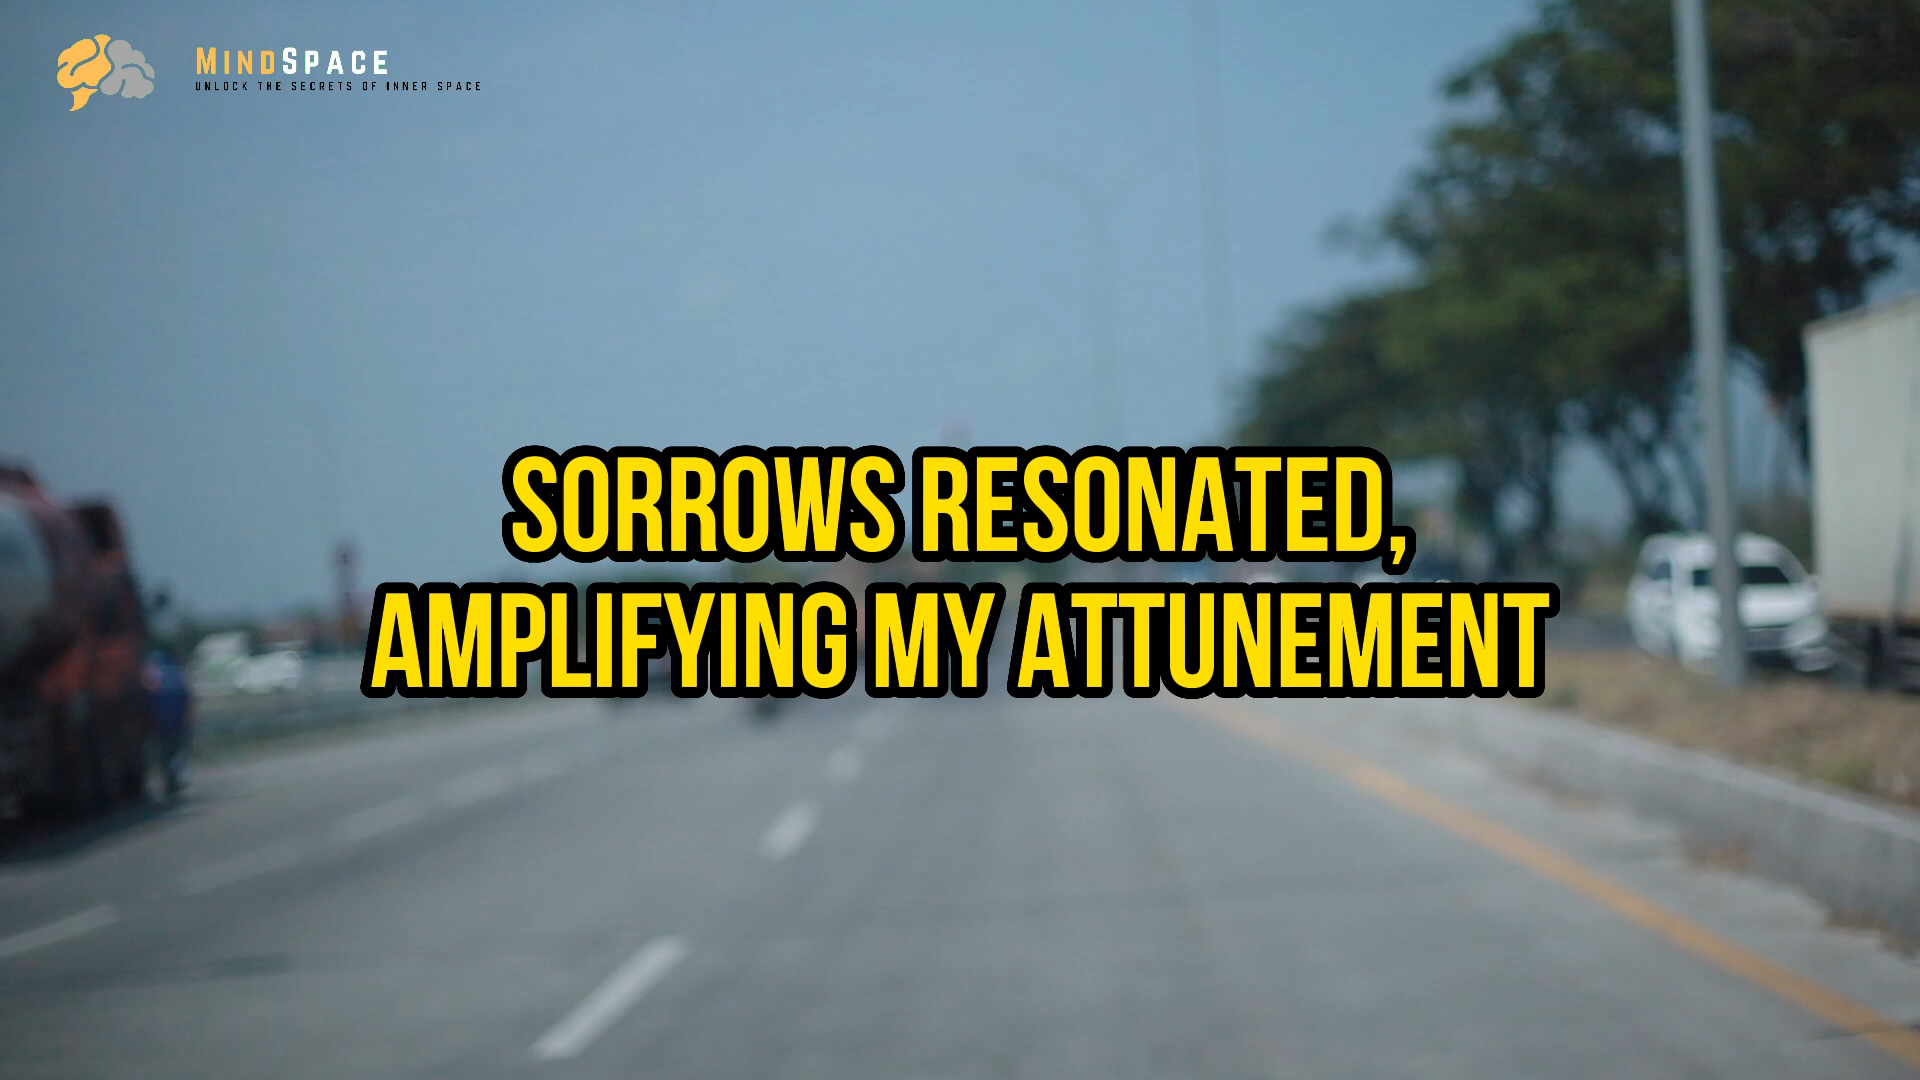 MINDSPACE
UNLOCK THE SECRETS OF INNER SPACE
SORROWS RESONATED,
AMPLIFYING MY ATTUNEMENT